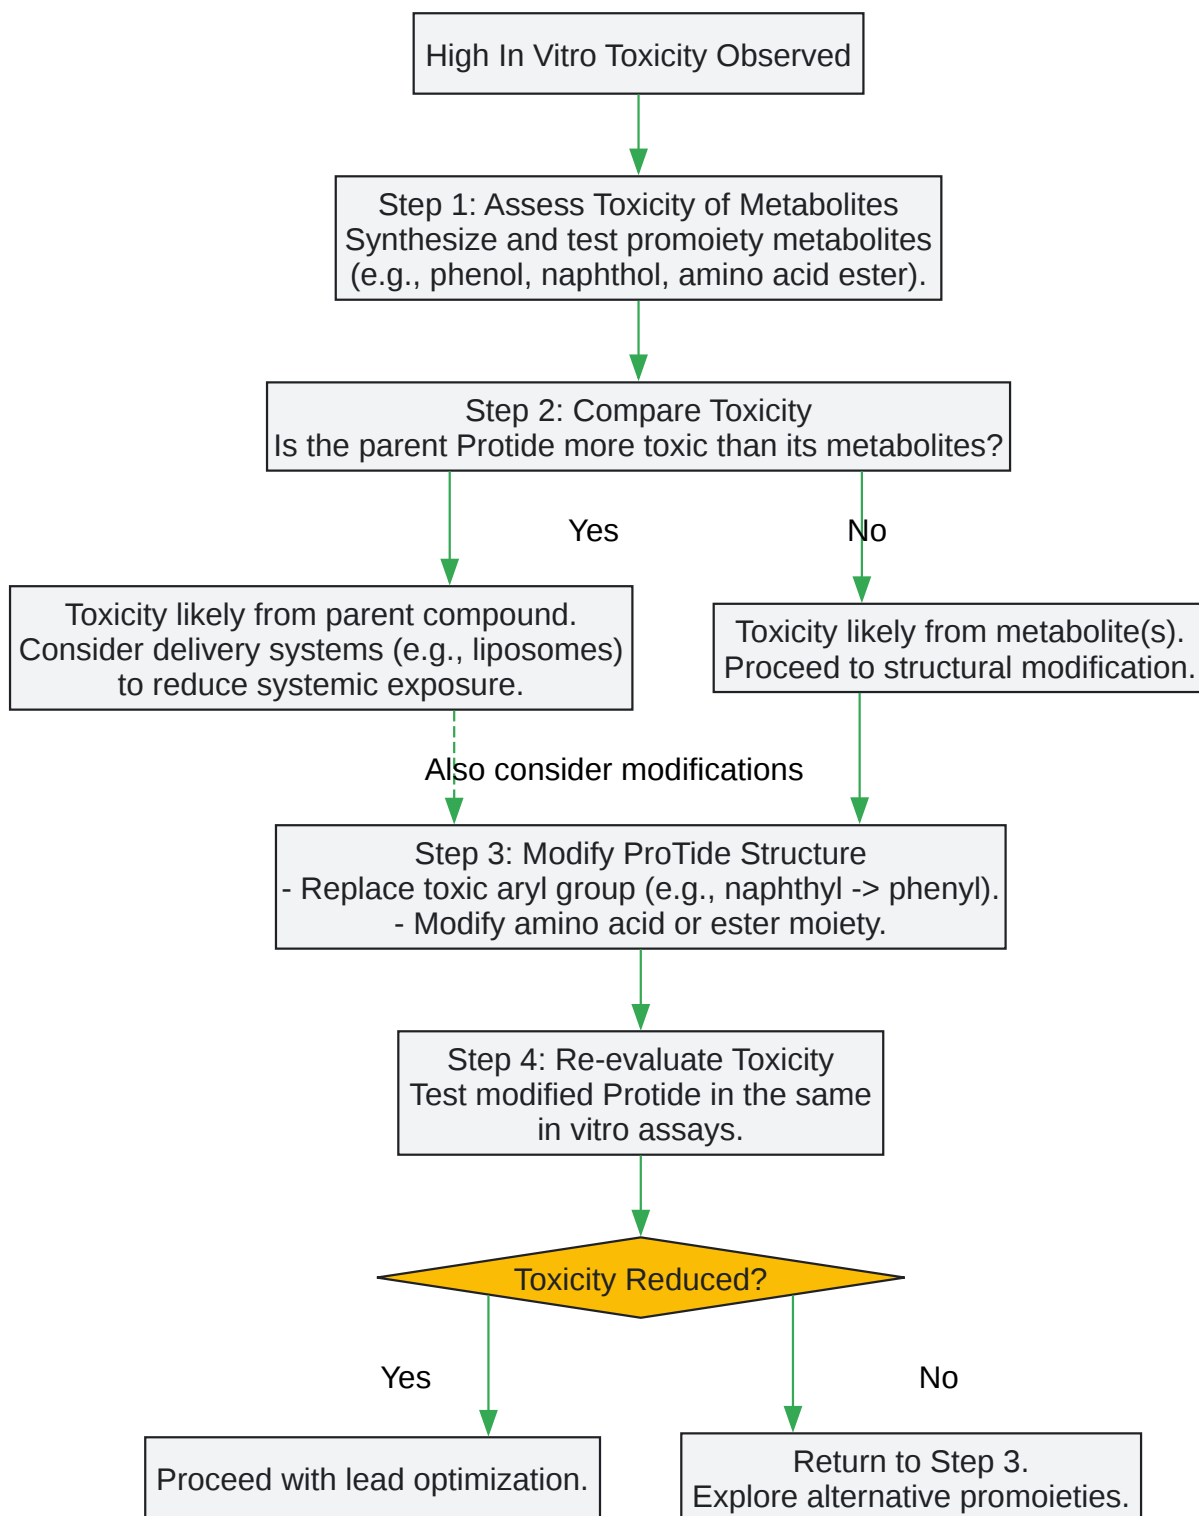 High In Vitro Toxicity Observed
Step 1: Assess Toxicity of Metabolites
Synthesize and test promoiety metabolites
(e.g., phenol, naphthol, amino acid ester).
Step 2: Compare Toxicity
Is the parent Protide more toxic than its metabolites?
Yes
No
Toxicity likely from parent compound.
Consider delivery systems (e.g., liposomes)
to reduce systemic exposure.
Toxicity likely from metabolite(s).
Proceed to structural modification.
Also consider modifications
Step 3: Modify ProTide Structure
- Replace toxic aryl group (e.g., naphthyl -> phenyl).
- Modify amino acid or ester moiety.
Step 4: Re-evaluate Toxicity
Test modified Protide in the same
in vitro assays.
Toxicity Reduced?
Yes
No
Proceed with lead optimization.
Return to Step 3.
Explore alternative promoieties.